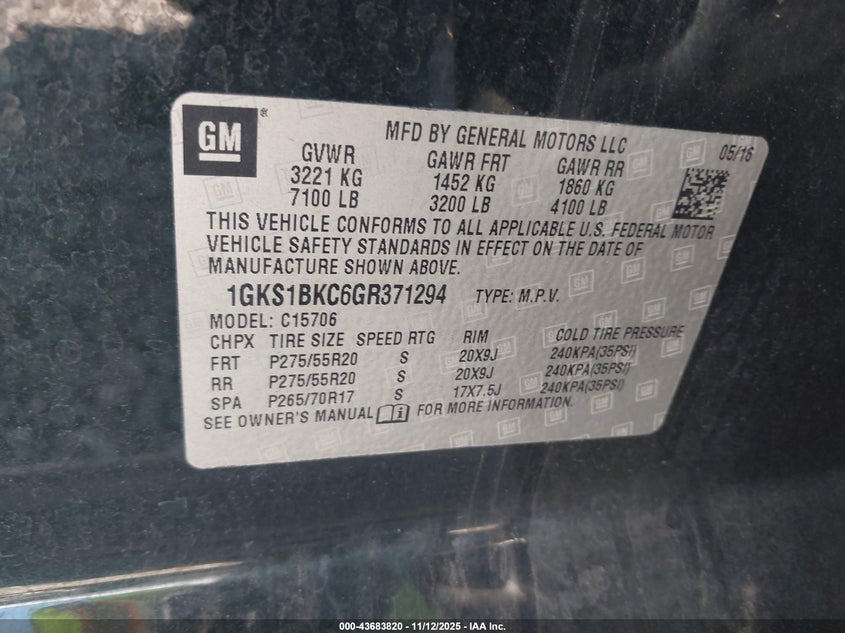 GM
MFD BY GENERAL MOTORS LLC 05/16
GVWR GAWR FRT GAWR RR
3221 KG 1452 KG 1860 KG
7100 LB 3200 LB 4100 LB
THIS VEHICLE CONFORMS TO ALL APPLICABLE U.S. FEDERAL MOTOR
VEHICLE SAFETY STANDARDS IN EFFECT ON THE DATE OF
MANUFACTURE SHOWN ABOVE.
1GKS1BKC6GR371294 TYPE: M.P.V.
MODEL: C15706
CHPX TIRE SIZE SPEED RTG RIM COLD TIRE PRESSURE
FRT P275/55R20 S 20X9J 240KPA(35PSI)
RR P275/55R20 S 20X9J 240KPA(35PSI)
SPA P265/70R17 S 17X7.5J 240KPA(35PSI)
SEE OWNER'S MANUAL FOR MORE INFORMATION.
000-43683820 - 11/12/2025 - IAA Inc.